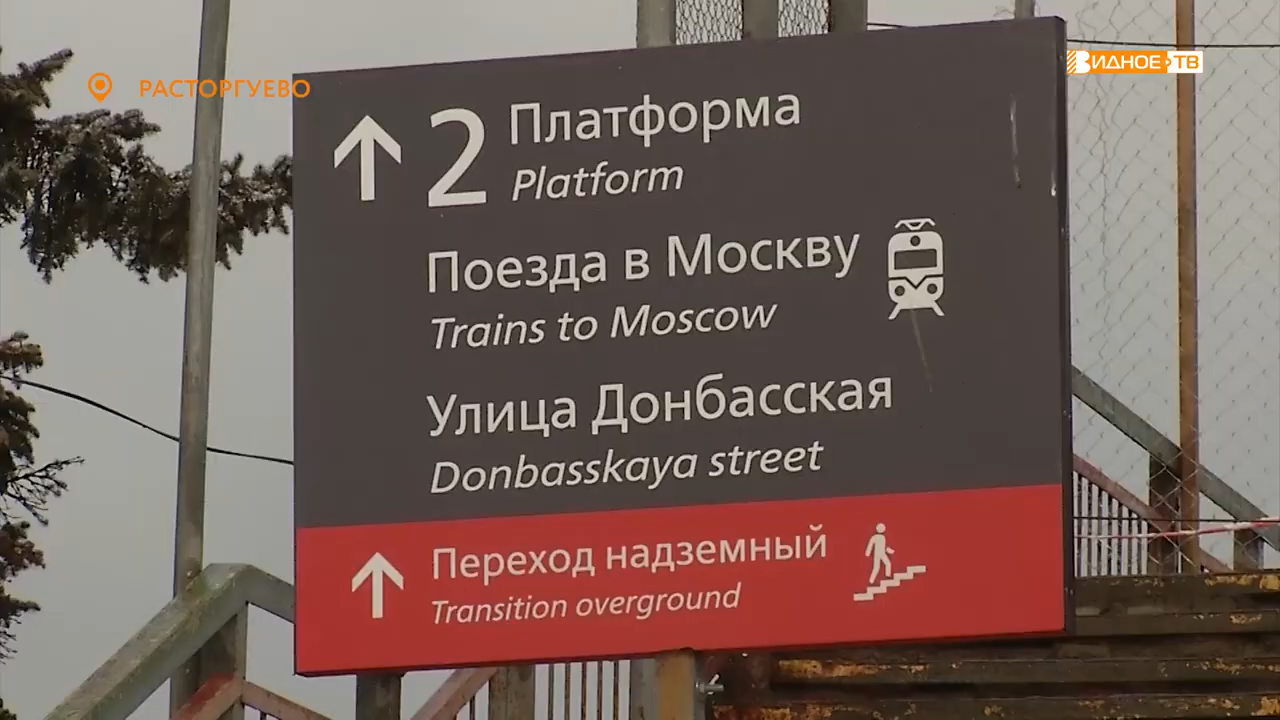 РАСТОРГУЕВО
ВИДНОЕ ТВ
2 Платформа
Platform
Поезда в Москву
Trains to Moscow
Улица Донбасская
Donbasskaya street
Переход надземный
Transition overground